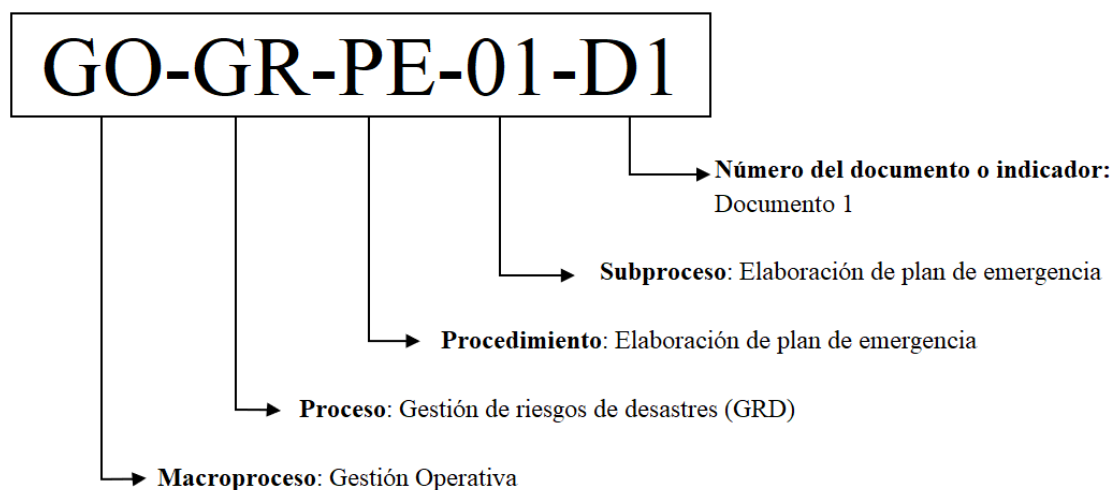 GO-GR-PE-01-D1
Número del documento o indicador:
Documento 1
Subproceso: Elaboración de plan de emergencia
Procedimiento: Elaboración de plan de emergencia
Proceso: Gestión de riesgos de desastres (GRD)
Macroproceso: Gestión Operativa